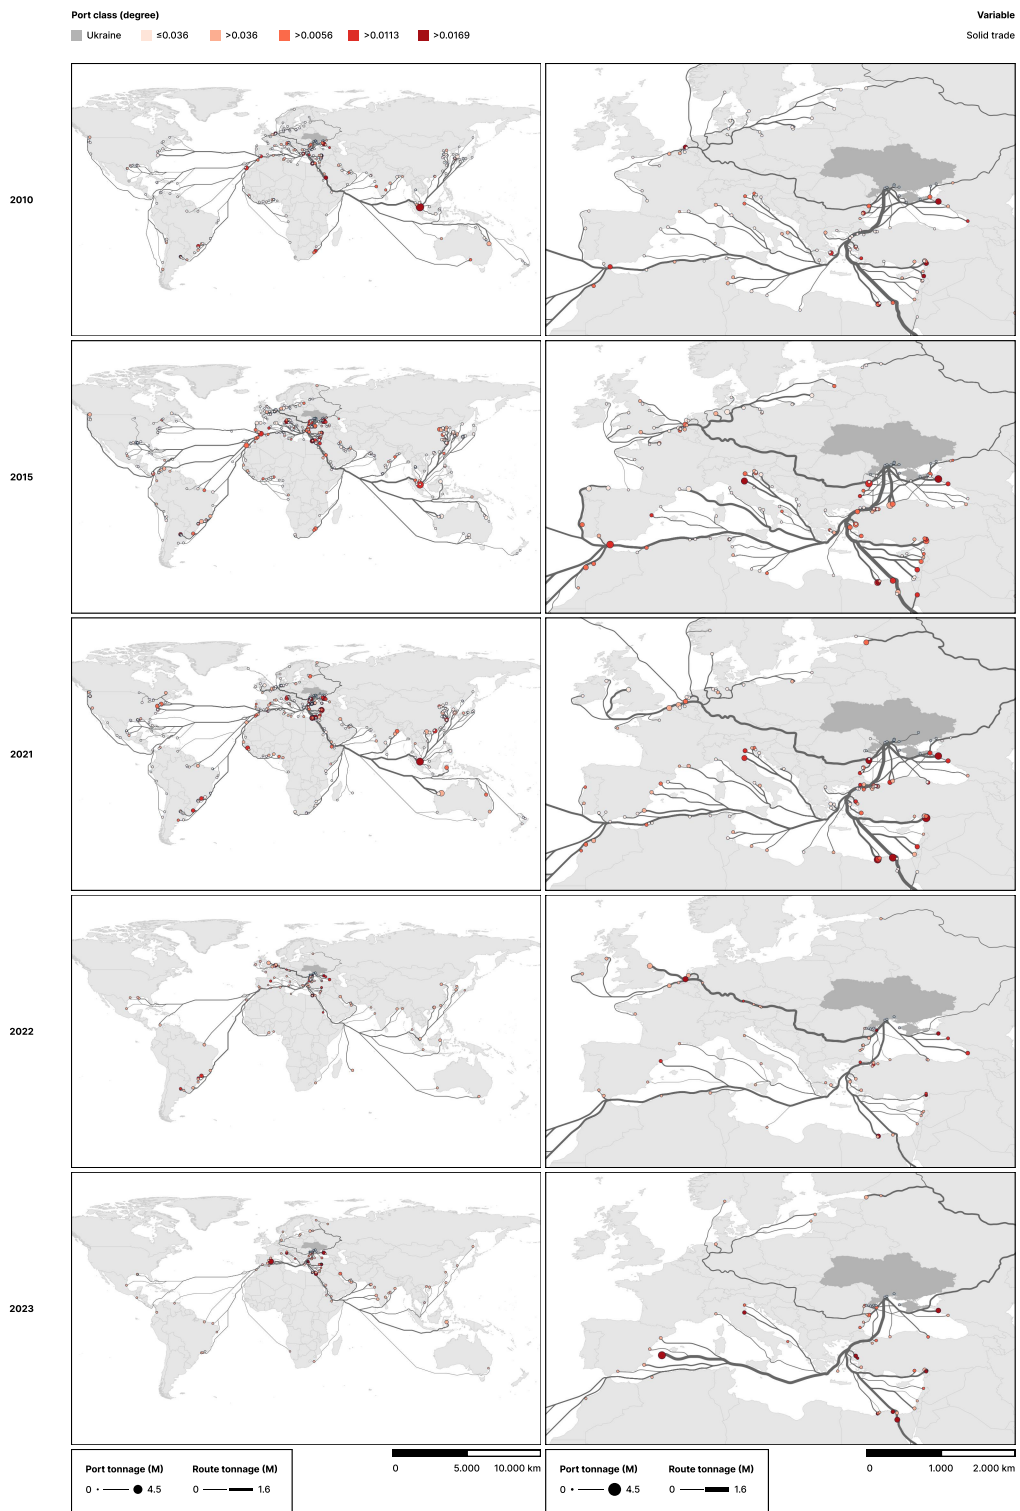 Port class (degree)
Variable
Ukraine ≤0.036 >0.036 >0.0056 >0.0113 >0.0169
Solid trade
2010
2015
2021
2022
2023
Port tonnage (M) Route tonnage (M)
0 4.5 0 1.6
0 5.000 10.000 km
Port tonnage (M) Route tonnage (M)
0 4.5 0 1.6
0 1.000 2.000 km